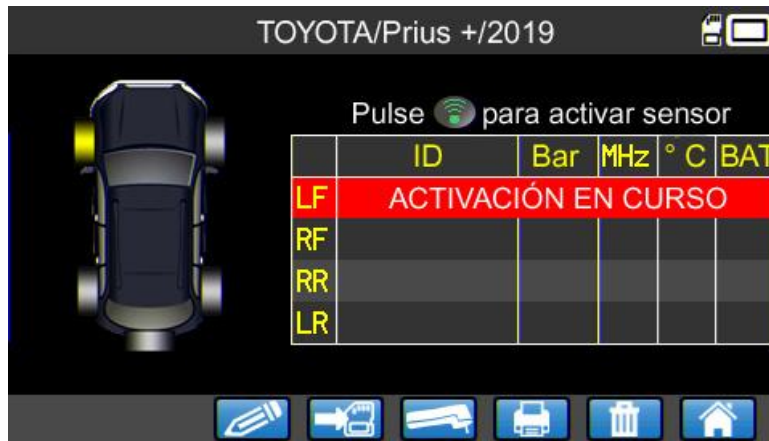 TOYOTA/Prius +/2019
Pulse para activar sensor
ID Bar MHz ° C BAT
LF ACTIVACIÓN EN CURSO
RF
RR
LR